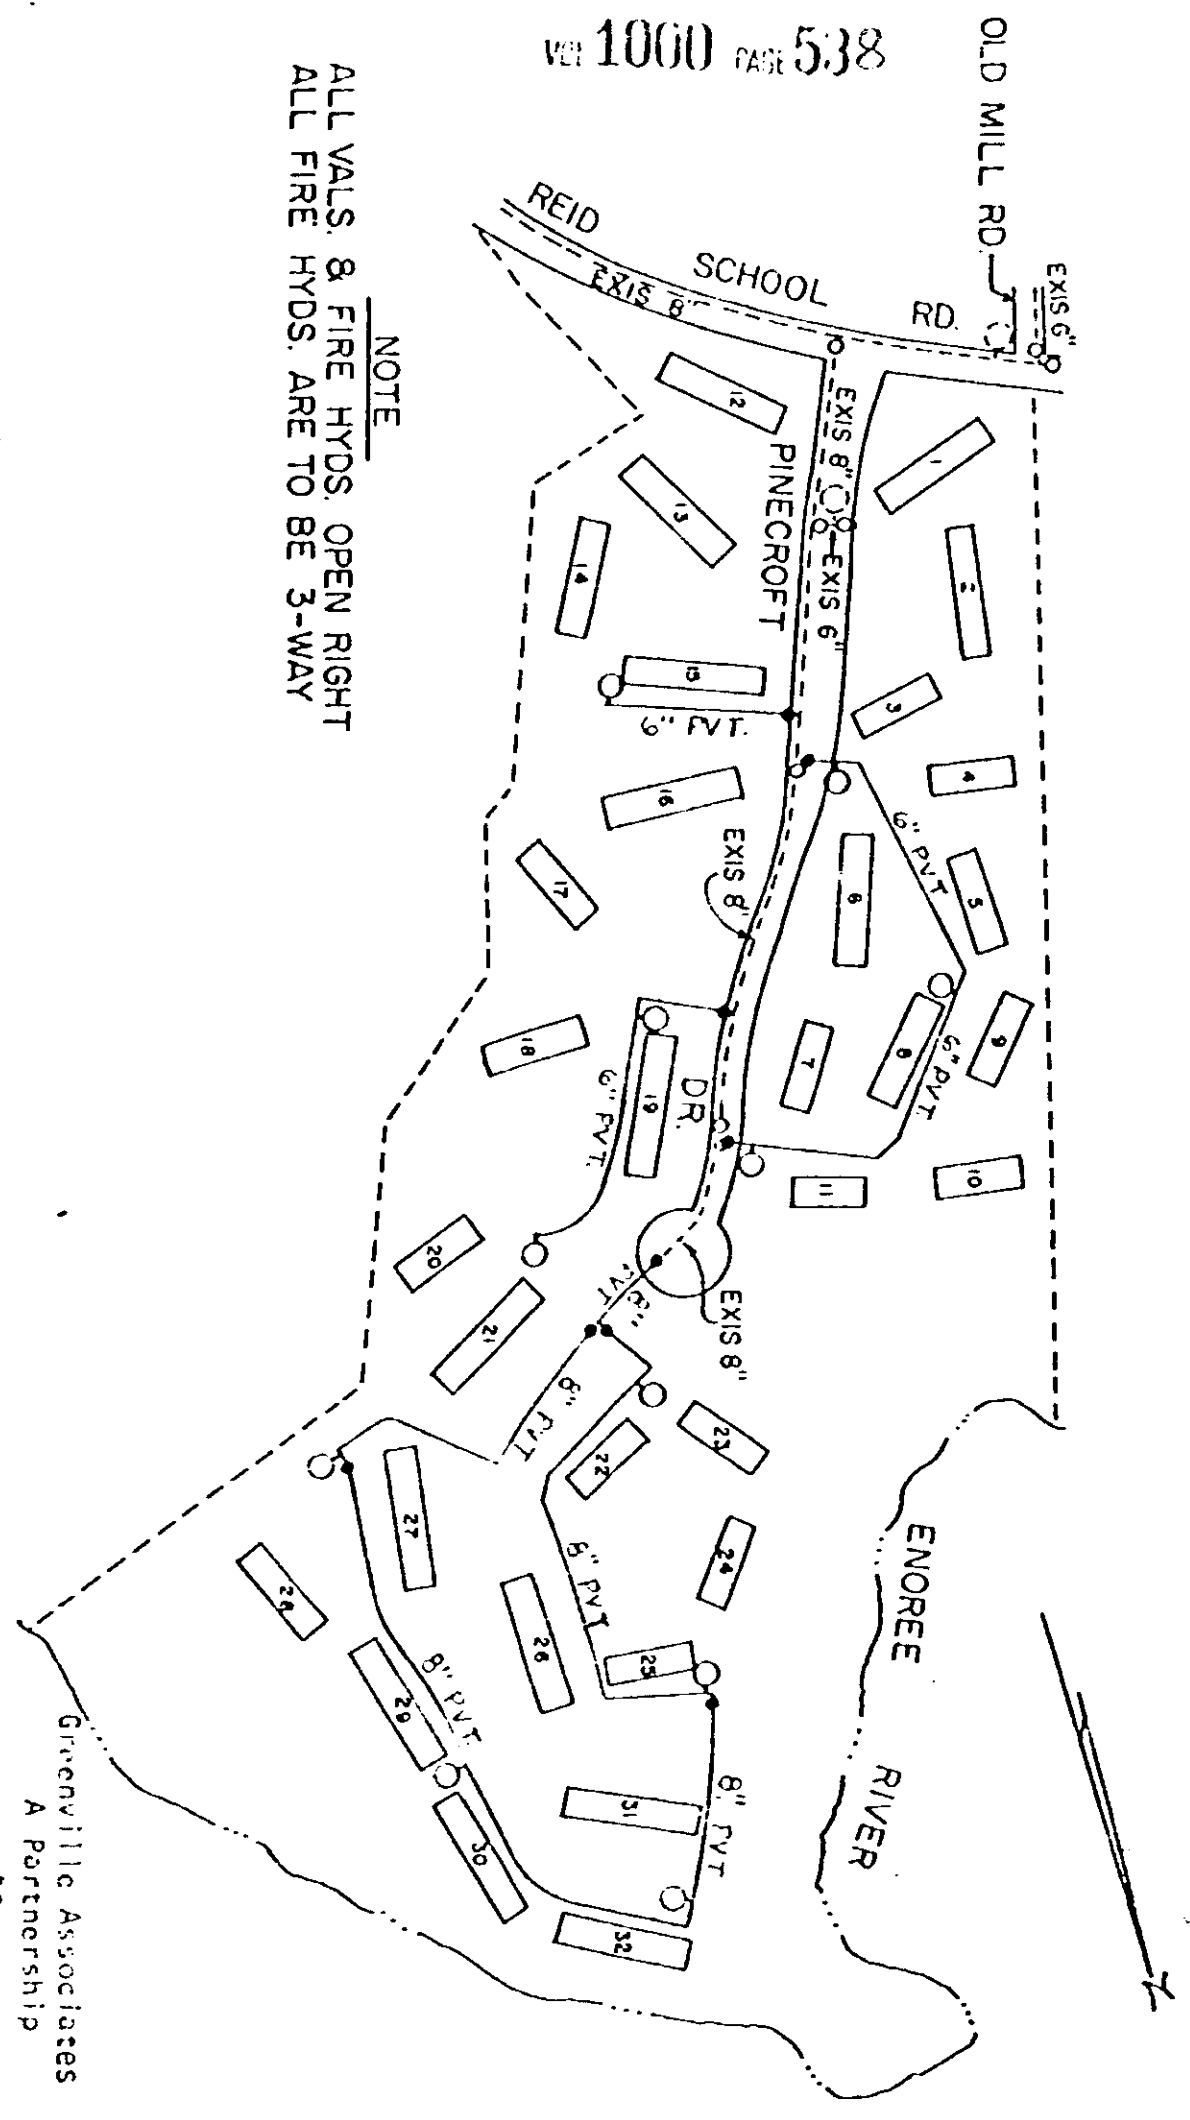 VOL 1000 PAGE 538
OLD MILL RD.
EXIS 6"
REID SCHOOL RD.
EXIS 8"
EXIS 8"
EXIS 6"
PINECROFT DR.
NOTE
ALL VALS. & FIRE HYDS. OPEN RIGHT
ALL FIRE HYDS. ARE TO BE 3-WAY
1
2
3
4
5
6
7
8
9
10
11
12
13
14
15
16
17
18
19
20
21
22
23
24
25
26
27
28
29
30
31
32
6" PVT.
6" PVT
6" PVT.
6" PVT.
EXIS 8"
EXIS 8"
8" PVT
8" PVT
8" PVT
8" PVT.
8" PVT
ENOREE RIVER
Greenville Associates
A Partnership